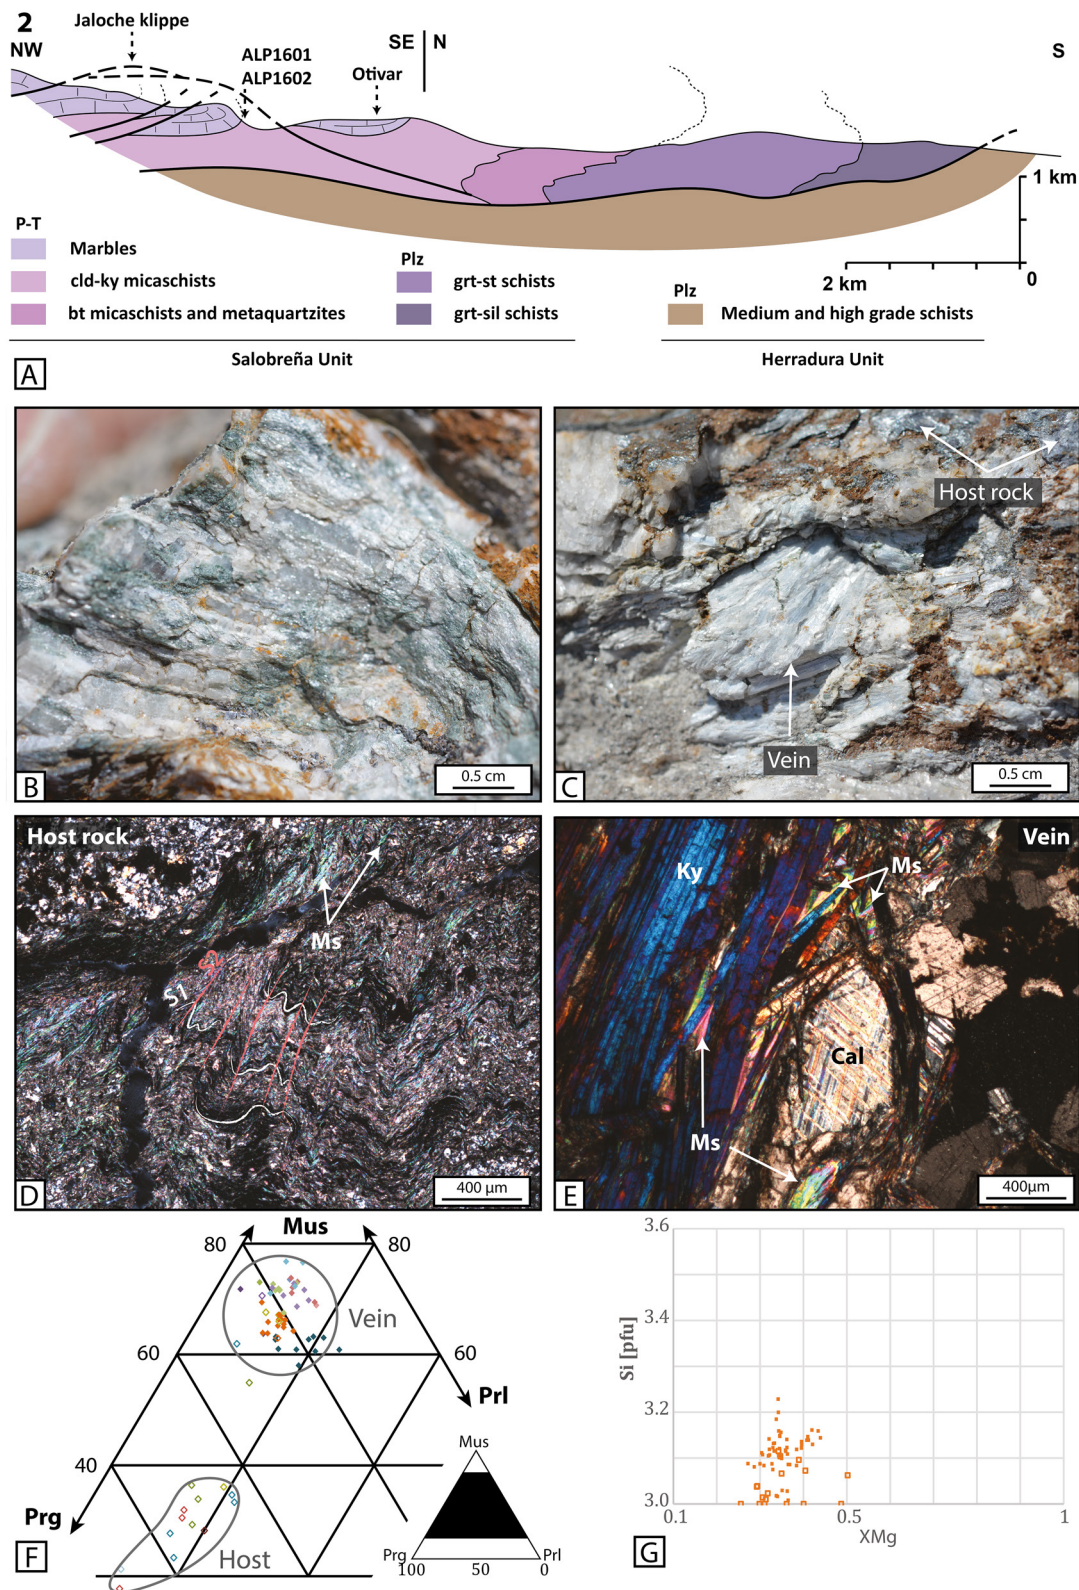 2
Jaloche klippe
NW
ALP1601
ALP1602
Otivar
SE
N
S
1 km
2 km
0
P-T
Marbles
cld-ky micaschists
bt micaschists and metaquartzites
Plz
grt-st schists
grt-sil schists
Plz
Medium and high grade schists
Salobreña Unit
Herradura Unit
A
Host rock
Vein
B
0.5 cm
C
0.5 cm
Host rock
Ms
S2
S1
D
400 µm
Vein
Ky
Ms
Cal
Ms
E
400µm
Mus
80
80
Vein
60
60
Prl
40
Prg
Host
F
Mus
Prg
Prl
100
50
0
3.6
3.4
3.2
3.0
Si [pfu]
0.1
0.5
1
XMg
G